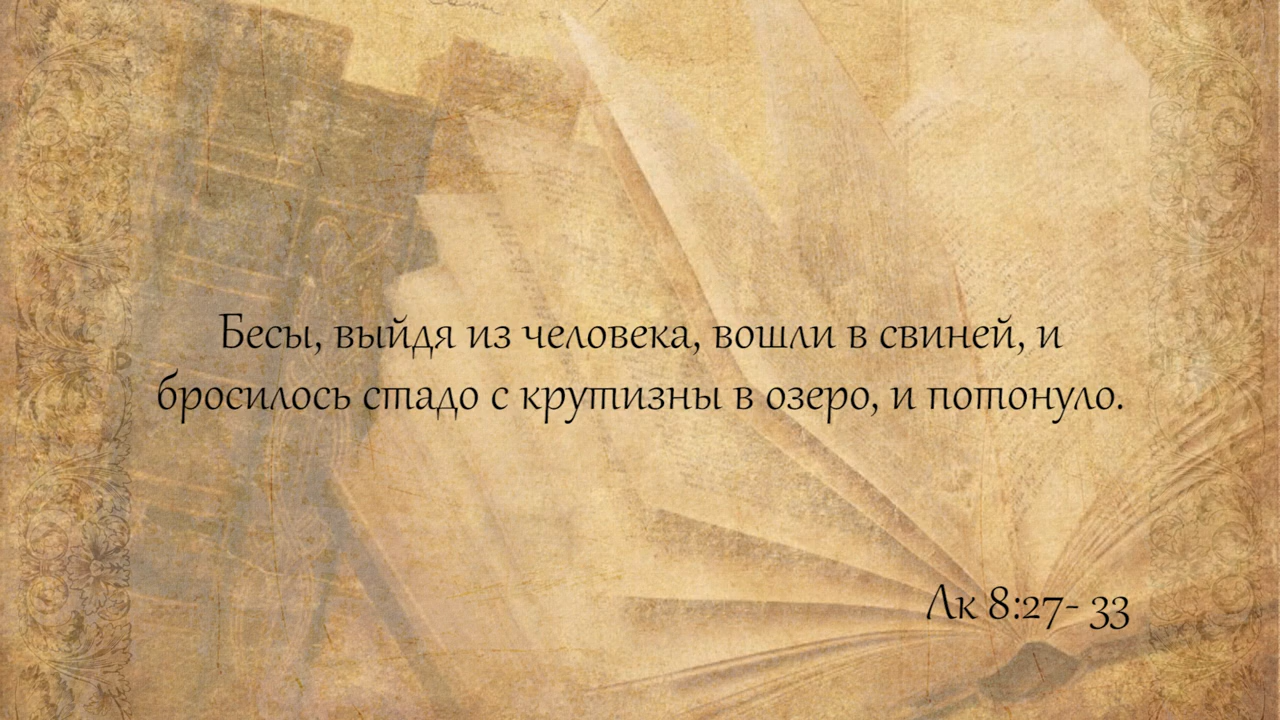 Бесы, выйдя из человека, вошли в свиней, и
бросилось стадо с крутизны в озеро, и потонуло.
Лк 8:27- 33